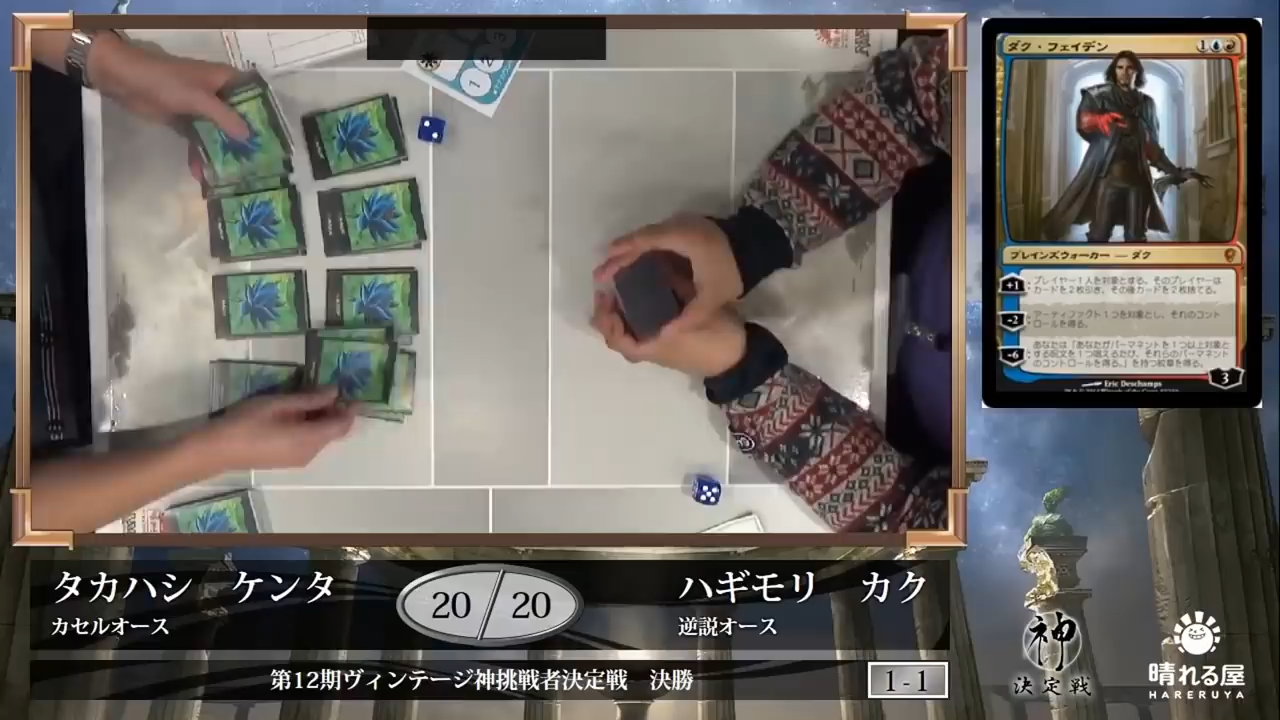 ダク・フェイデン
1
プレインズウォーカー — ダク
+1
プレイヤー1人を対象とする。そのプレイヤーは
カードを2枚引き、その後カードを2枚捨てる。
-2
アーティファクト1つを対象とし、それのコント
ロールを得る。
-6
あなたは「あなたがパーマネントを1つ以上対象と
する呪文を1つ唱えるたび、それらのパーマネント
のコントロールを得る。」を持つ紋章を得る。
3
Eric Deschamps
タカハシ ケンタ
カセルオース
20 / 20
ハギモリ カク
逆説オース
第12期ヴィンテージ神挑戦者決定戦 決勝
1-1
神
決定戦
晴れる屋
HARERUYA